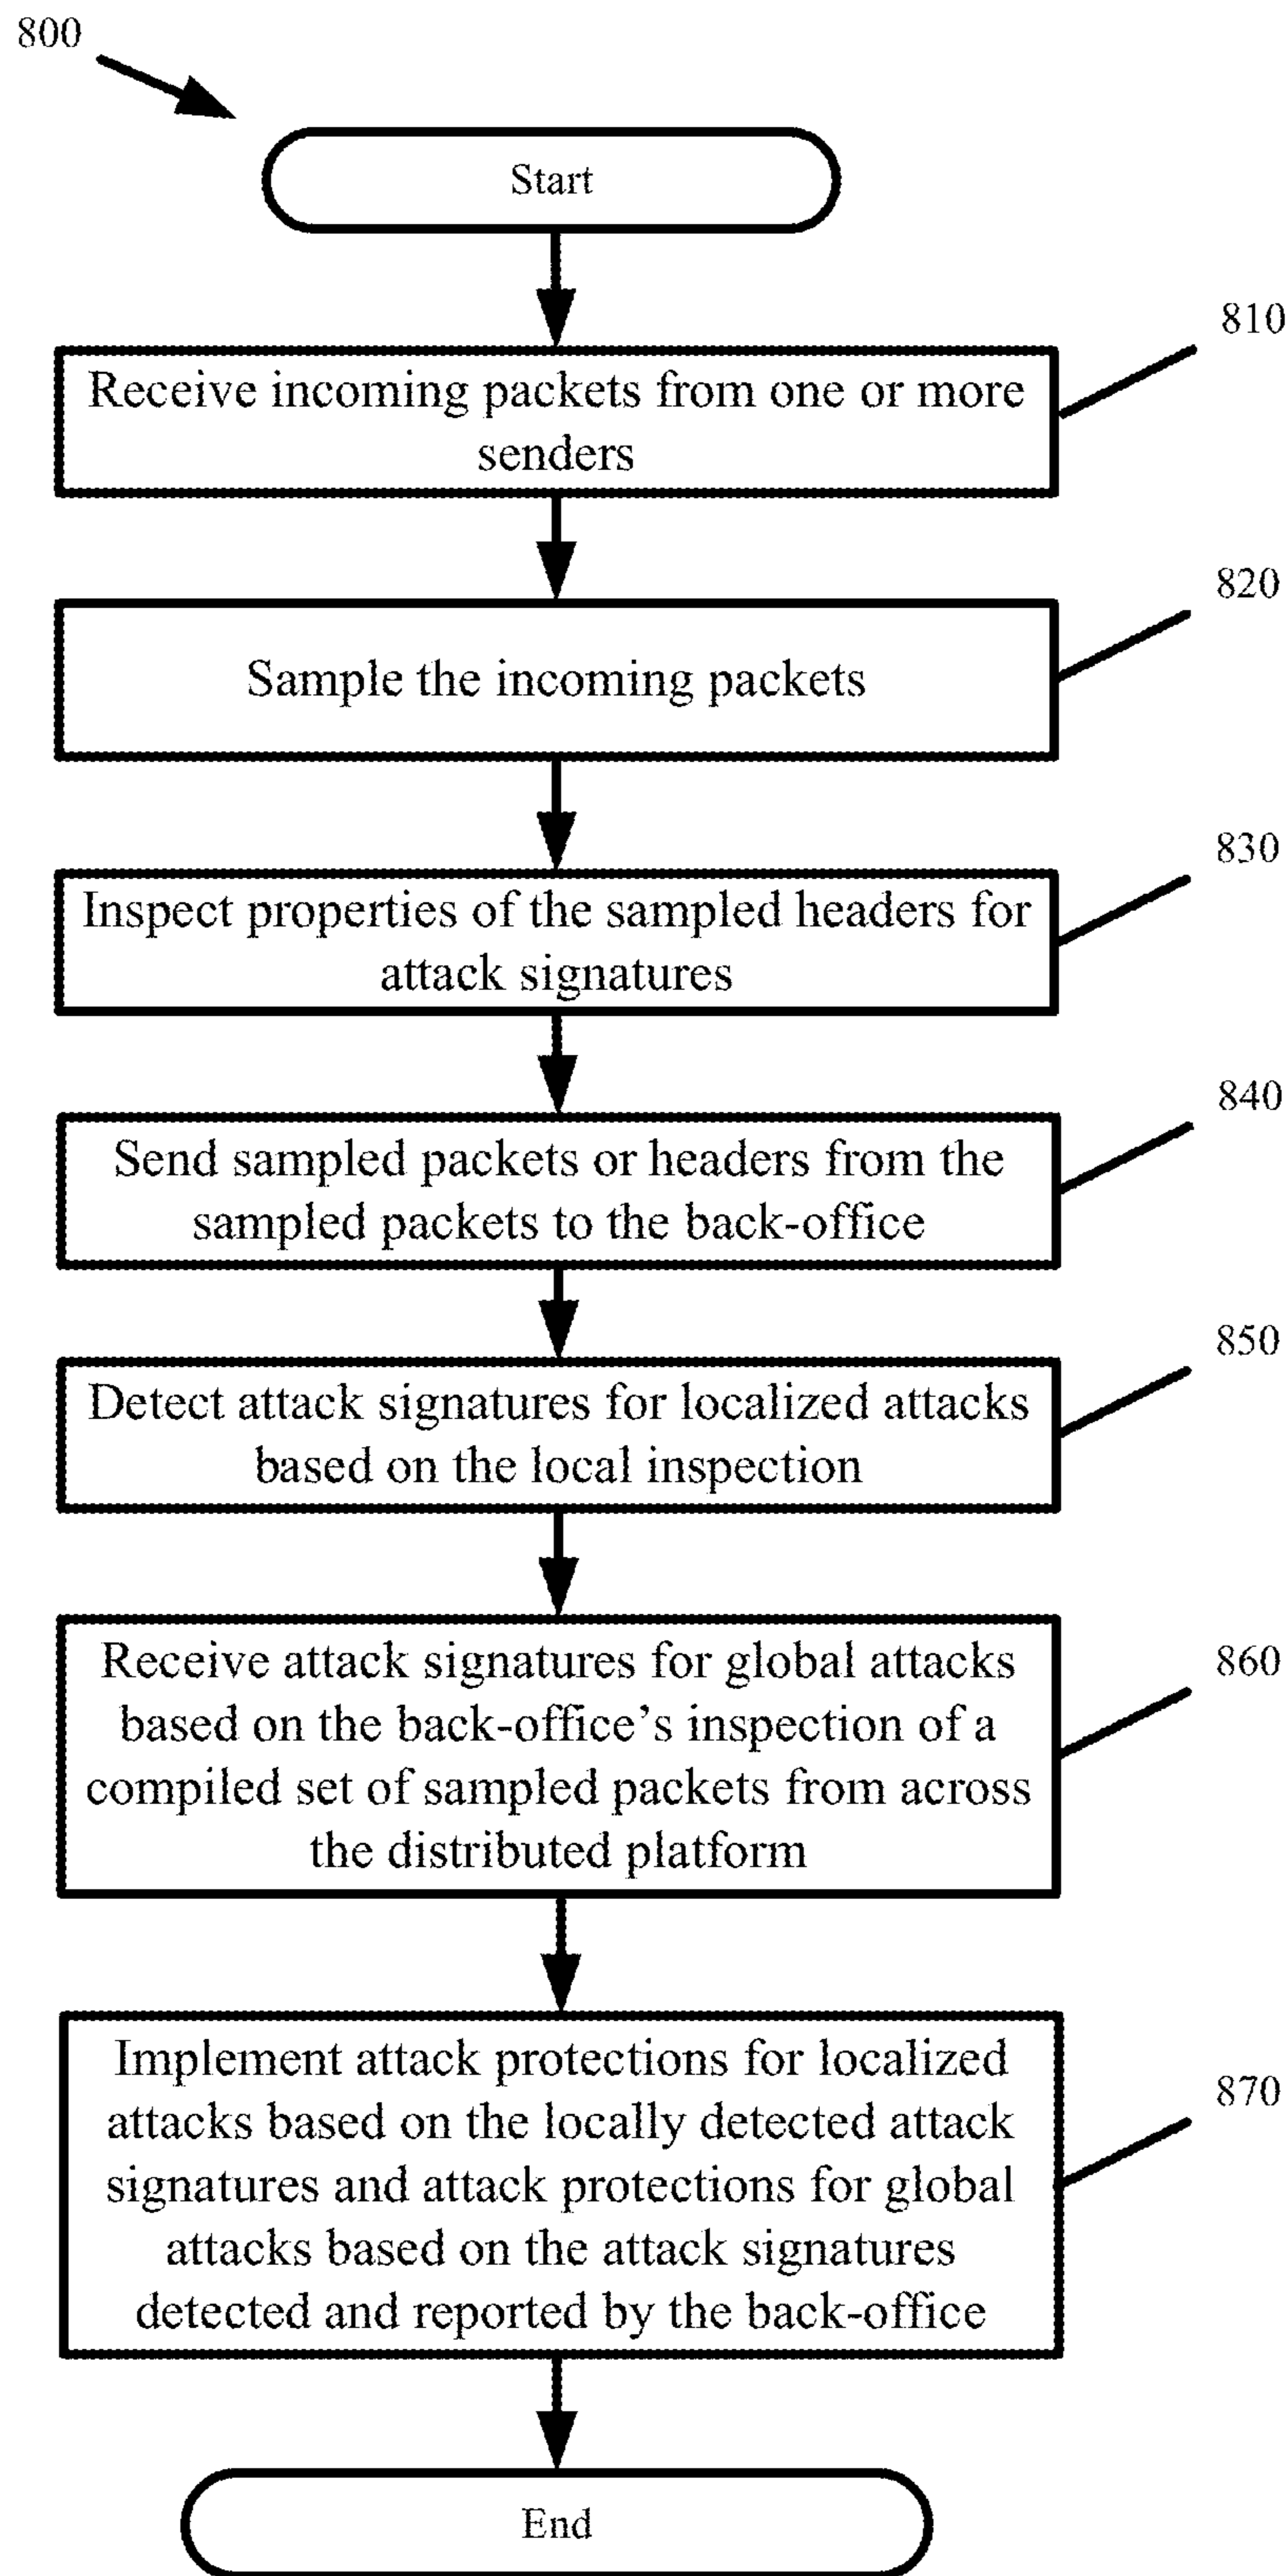 800
Start
810
Receive incoming packets from one or more
senders
820
Sample the incoming packets
830
Inspect properties of the sampled headers for
attack signatures
840
Send sampled packets or headers from the
sampled packets to the back-office
850
Detect attack signatures for localized attacks
based on the local inspection
860
Receive attack signatures for global attacks
based on the back-office's inspection of a
compiled set of sampled packets from across
the distributed platform
870
Implement attack protections for localized
attacks based on the locally detected attack
signatures and attack protections for global
attacks based on the attack signatures
detected and reported by the back-office
End